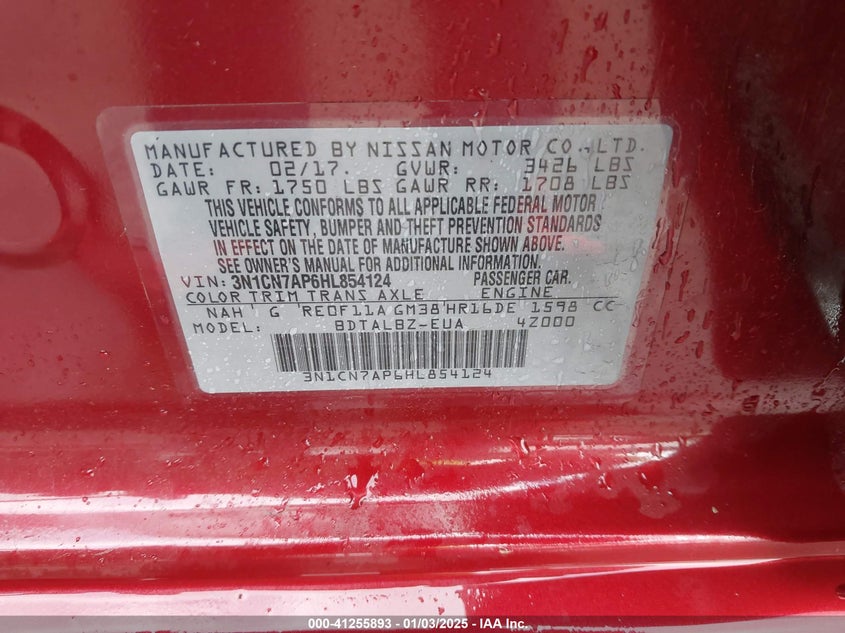 MANUFACTURED BY NISSAN MOTOR CO.,LTD.
DATE: 02/17. GVWR: 3426 LBS
GAWR FR: 1750 LBS GAWR RR: 1708 LBS
THIS VEHICLE CONFORMS TO ALL APPLICABLE FEDERAL MOTOR
VEHICLE SAFETY, BUMPER AND THEFT PREVENTION STANDARDS
IN EFFECT ON THE DATE OF MANUFACTURE SHOWN ABOVE.
SEE OWNER'S MANUAL FOR ADDITIONAL INFORMATION.
VIN: 3N1CN7AP6HL854124 PASSENGER CAR.
COLOR TRIM TRANS AXLE ENGINE
NAH G RE0F11A GM38 HR16DE 1598 CC
MODEL: BDTALBZ-EUA 4Z000
3N1CN7AP6HL854124
000-41255893 - 01/03/2025 - IAA Inc.